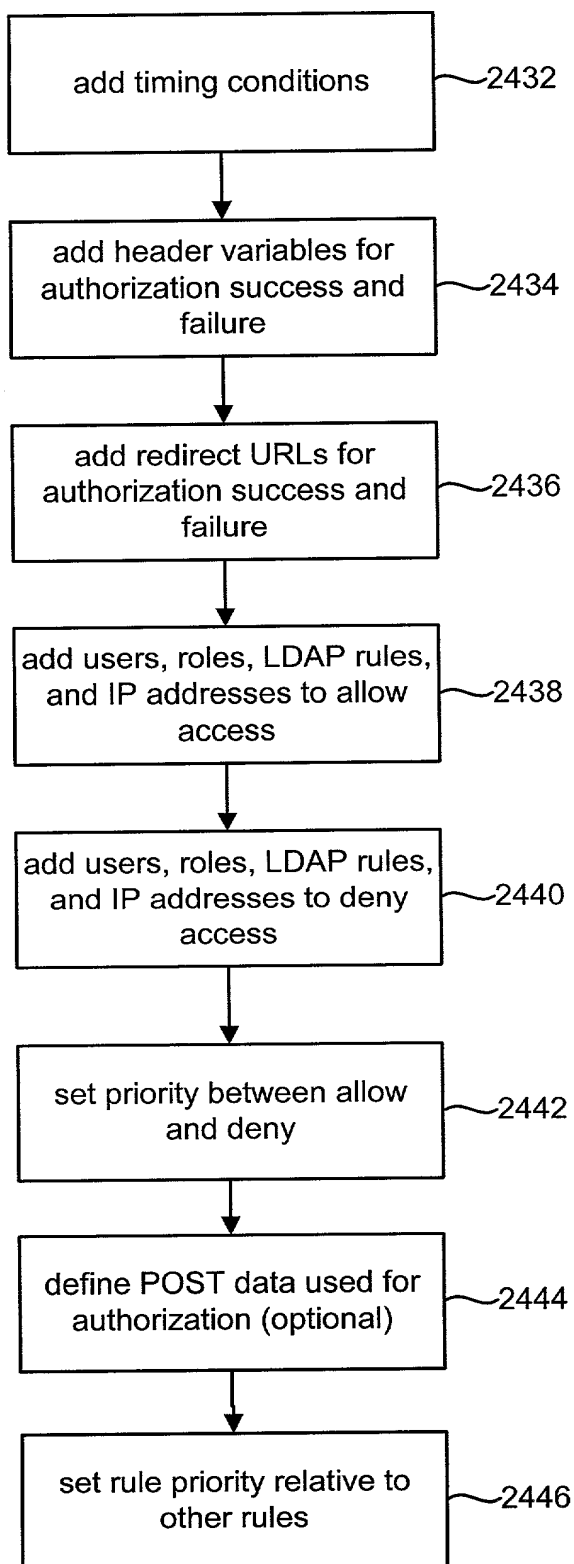 add timing conditions
2432
add header variables for
authorization success and
failure
2434
add redirect URLs for
authorization success and
failure
2436
add users, roles, LDAP rules,
and IP addresses to allow
access
2438
add users, roles, LDAP rules,
and IP addresses to deny
access
2440
set priority between allow
and deny
2442
define POST data used for
authorization (optional)
2444
set rule priority relative to
other rules
2446